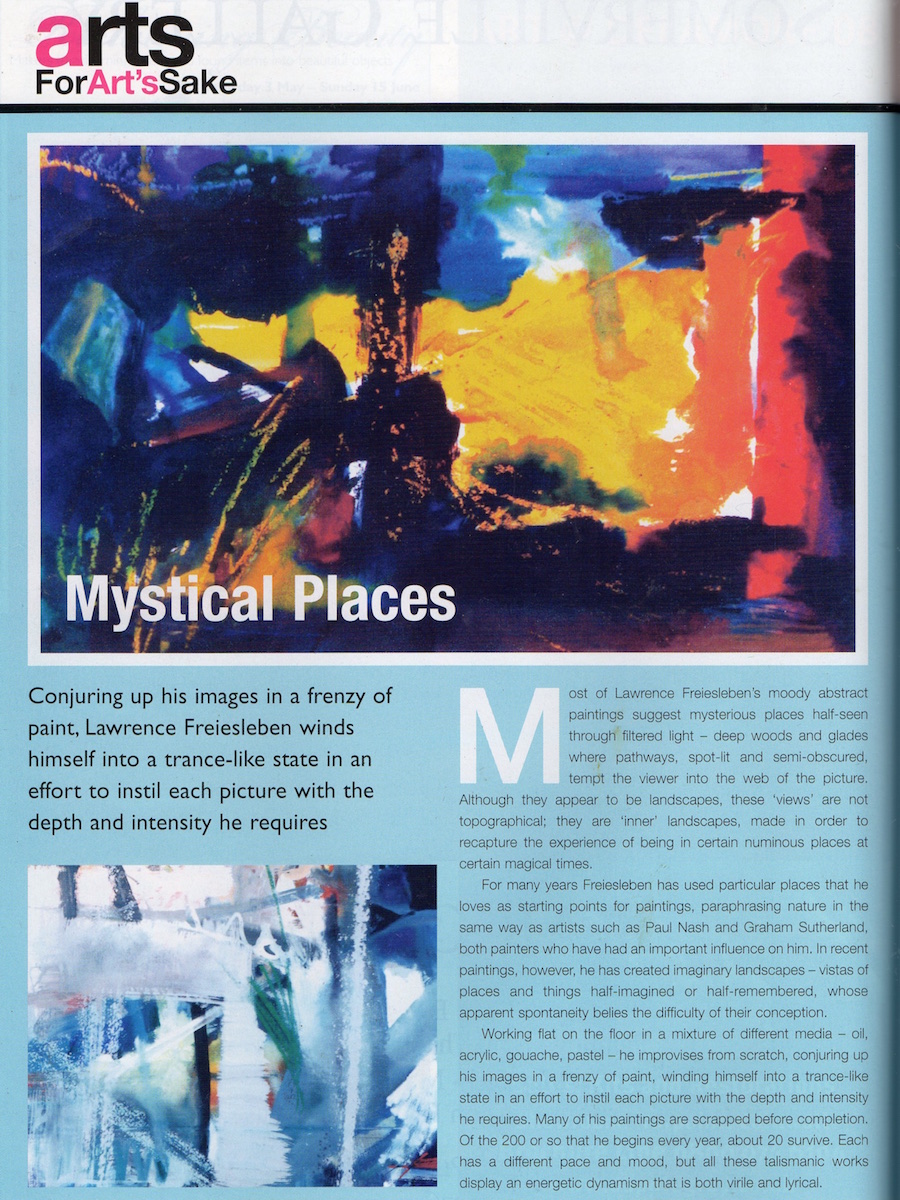 arts
ForArt'sSake
Mystical Places
Conjuring up his images in a frenzy of
paint, Lawrence Freiesleben winds
himself into a trance-like state in an
effort to instil each picture with the
depth and intensity he requires
Most of Lawrence Freiesleben's moody abstract
paintings suggest mysterious places half-seen
through filtered light – deep woods and glades
where pathways, spot-lit and semi-obscured,
tempt the viewer into the web of the picture.
Although they appear to be landscapes, these 'views' are not
topographical; they are 'inner' landscapes, made in order to
recapture the experience of being in certain numinous places at
certain magical times.
For many years Freiesleben has used particular places that he
loves as starting points for paintings, paraphrasing nature in the
same way as artists such as Paul Nash and Graham Sutherland,
both painters who have had an important influence on him. In recent
paintings, however, he has created imaginary landscapes – vistas of
places and things half-imagined or half-remembered, whose
apparent spontaneity belies the difficulty of their conception.
Working flat on the floor in a mixture of different media – oil,
acrylic, gouache, pastel – he improvises from scratch, conjuring up
his images in a frenzy of paint, winding himself into a trance-like
state in an effort to instil each picture with the depth and intensity
he requires. Many of his paintings are scrapped before completion.
Of the 200 or so that he begins every year, about 20 survive. Each
has a different pace and mood, but all these talismanic works
display an energetic dynamism that is both virile and lyrical.